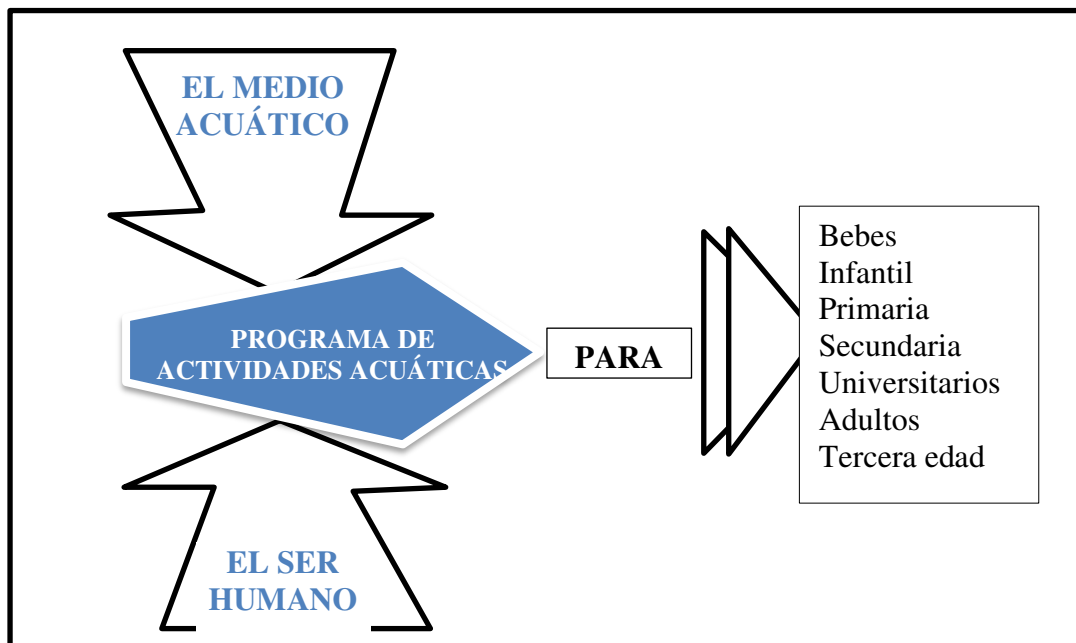 EL MEDIO
ACUÁTICO
PROGRAMA DE
ACTIVIDADES ACUÁTICAS
PARA
Bebes
Infantil
Primaria
Secundaria
Universitarios
Adultos
Tercera edad
EL SER
HUMANO